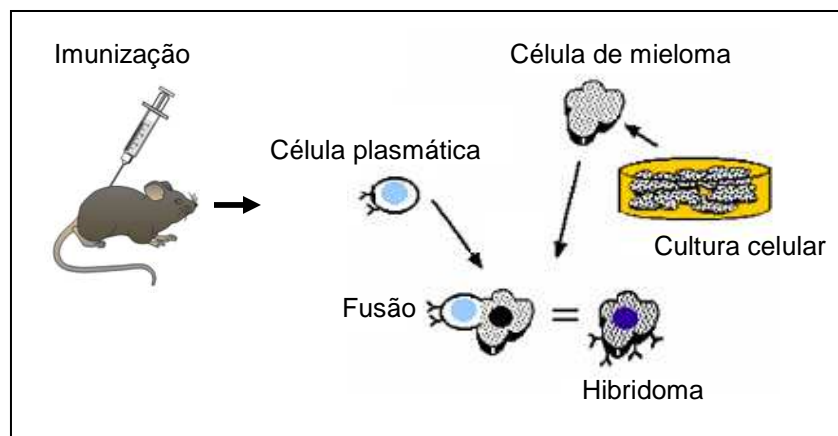 Imunização
Célula de mieloma
Célula plasmática
Cultura celular
Fusão
Hibridoma